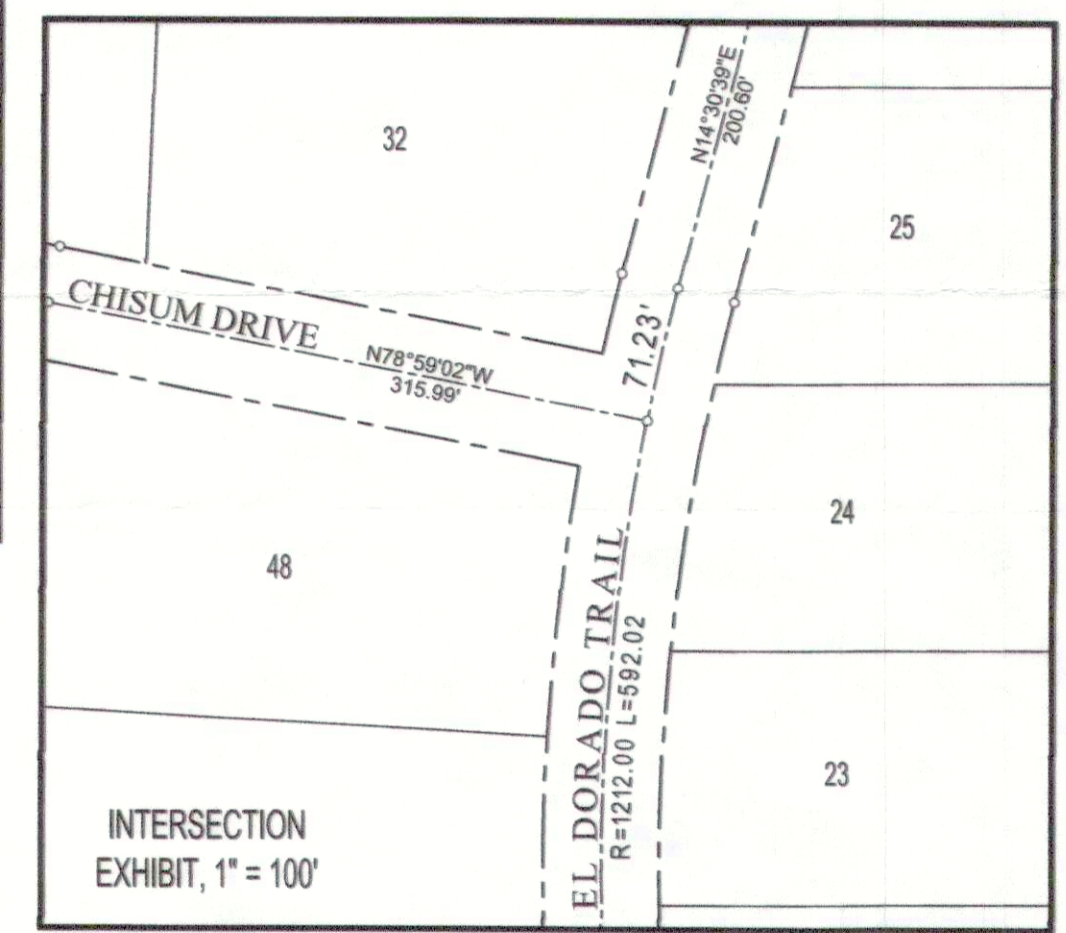 32
N14°30'39"E
200.60'
25
CHISUM DRIVE
N78°59'02"W
315.99'
71.23'
24
48
EL DORADO TRAIL
R=1212.00 L=592.02
23
INTERSECTION
EXHIBIT, 1" = 100'